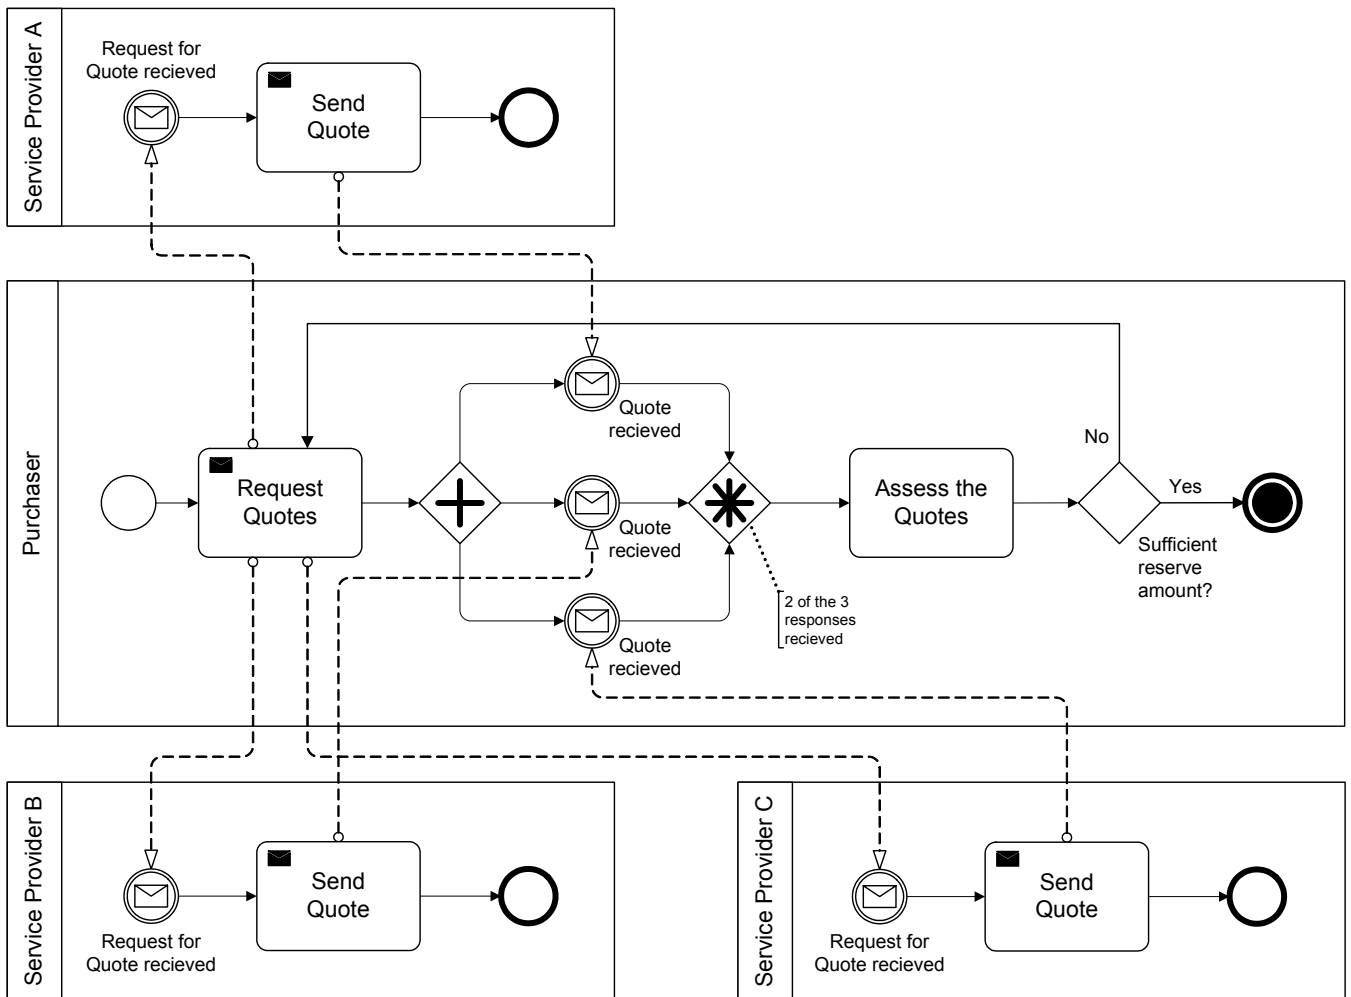 Service Provider A
Request for
Quote recieved
Send
Quote
Purchaser
Request
Quotes
Quote
recieved
Quote
recieved
Quote
recieved
2 of the 3
responses
recieved
Assess the
Quotes
No
Yes
Sufficient
reserve
amount?
Service Provider B
Request for
Quote recieved
Send
Quote
Service Provider C
Request for
Quote recieved
Send
Quote